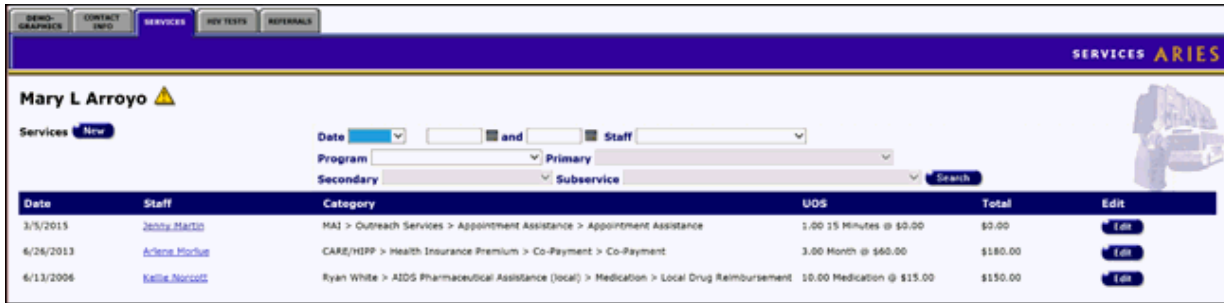 DEMO-
GRAPHICS
CONTACT
INFO
SERVICES
HIV TESTS
REFERRALS
SERVICES ARIES
Mary L Arroyo
Services New
Date and Staff
Program Primary
Secondary Subservice Search
Date Staff Category UOS Total Edit
3/5/2015 Jenny Martin MAI > Outreach Services > Appointment Assistance > Appointment Assistance 1.00 15 Minutes @ $0.00 $0.00 Edit
6/26/2013 Arlene Morlue CARE/HIPP > Health Insurance Premium > Co-Payment > Co-Payment 3.00 Month @ $60.00 $180.00 Edit
6/13/2006 Kellie Norcott Ryan White > AIDS Pharmaceutical Assistance (local) > Medication > Local Drug Reimbursement 10.00 Medication @ $15.00 $150.00 Edit